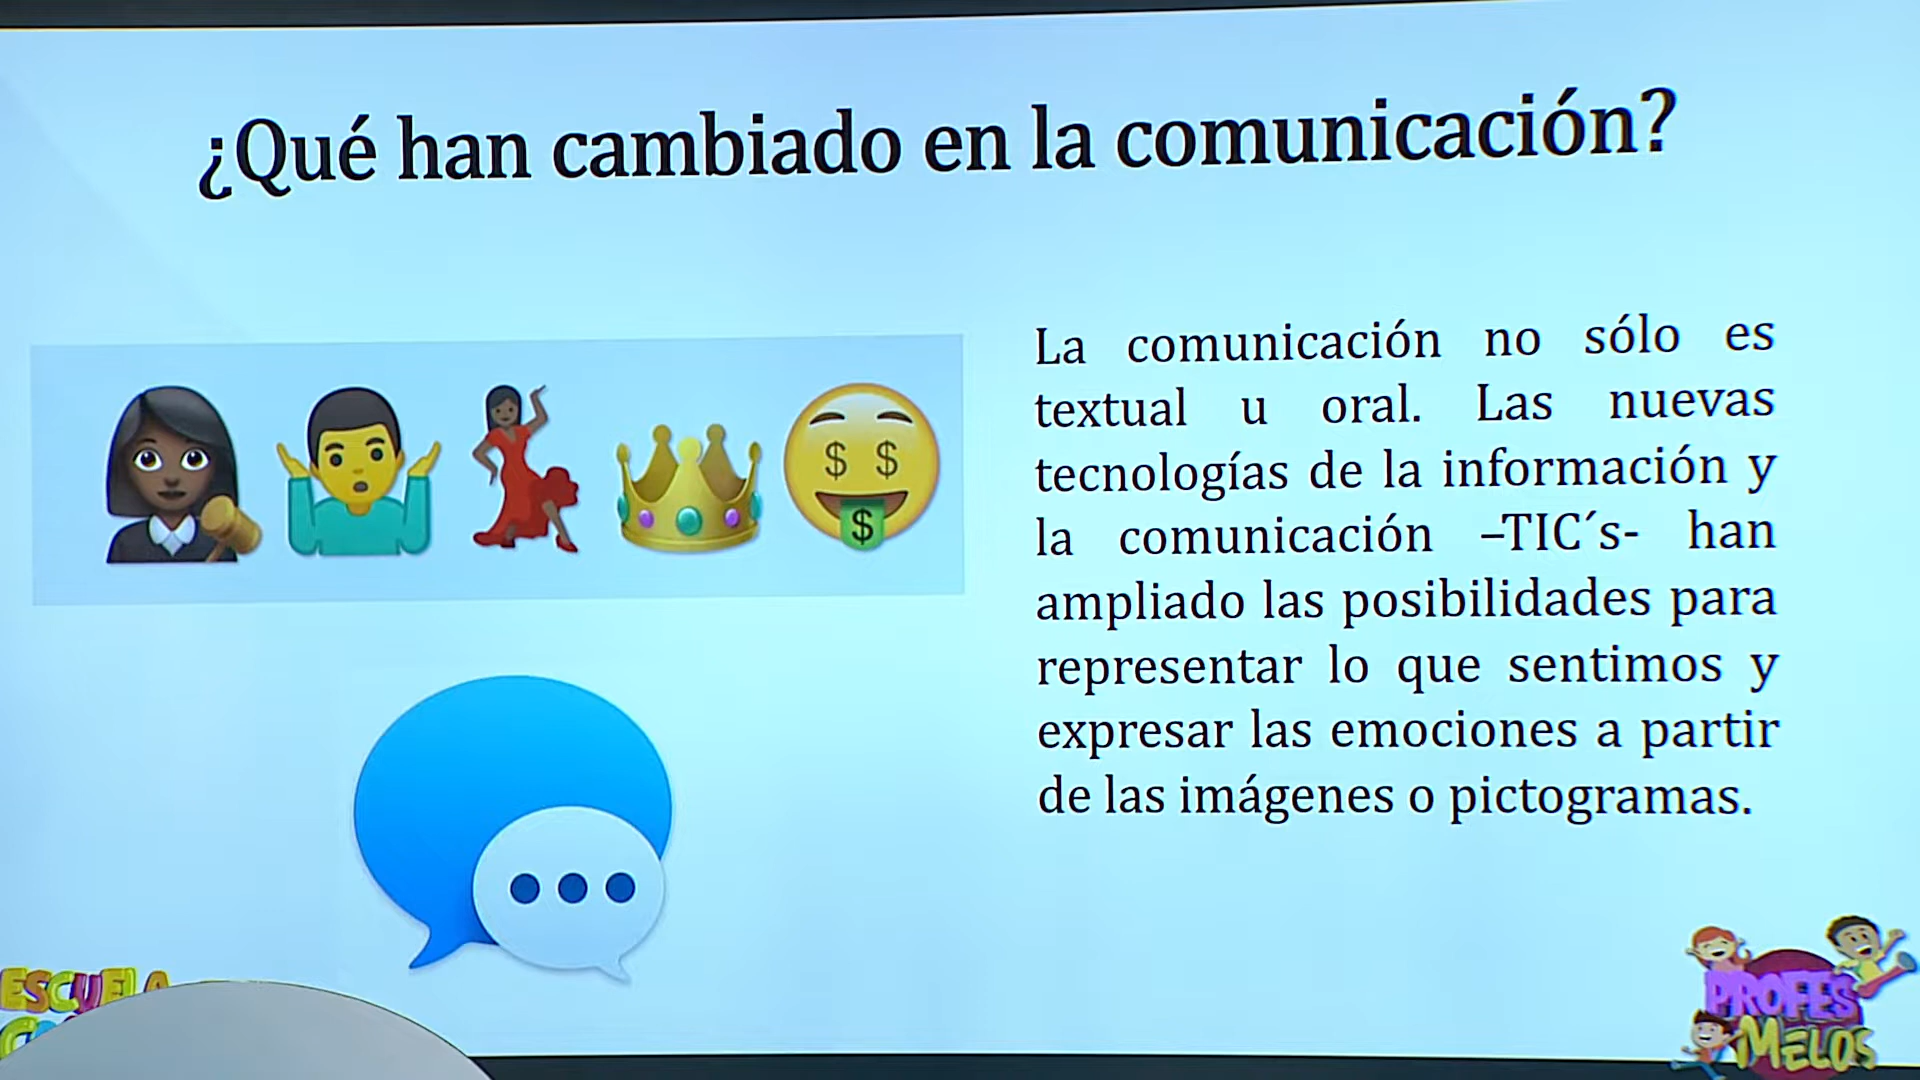 ¿Qué han cambiado en la comunicación?
La comunicación no sólo es
textual u oral. Las nuevas
tecnologías de la información y
la comunicación –TIC´s- han
ampliado las posibilidades para
representar lo que sentimos y
expresar las emociones a partir
de las imágenes o pictogramas.
$ $
$
ESCUELA
PROFES
MELOS